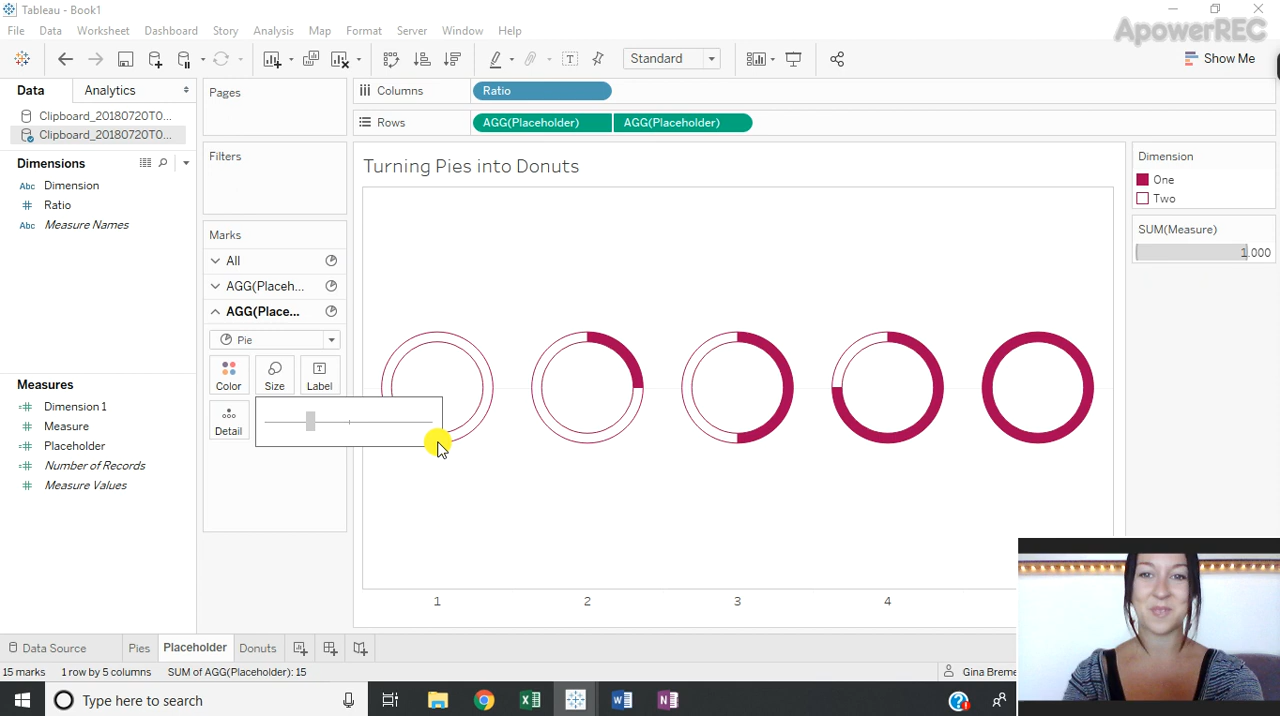 Tableau - Book1
ApowerREC
File Data Worksheet Dashboard Story Analysis Map Format Server Window Help
Standard
Show Me
Data Analytics
Pages
Columns
Ratio
Rows
AGG(Placeholder) AGG(Placeholder)
Clipboard_20180720T0...
Clipboard_20180720T0...
Dimensions
Abc Dimension
Ratio
Abc Measure Names
Filters
Turning Pies into Donuts
Dimension
One
Two
SUM(Measure)
1.000
Marks
All
AGG(Placeh...
AGG(Place...
Pie
Color Size Label
Detail
Measures
Dimension 1
Measure
Placeholder
Number of Records
Measure Values
1 2 3 4
Data Source Pies Placeholder Donuts
15 marks 1 row by 5 columns SUM of AGG(Placeholder): 15
Gina Breme
Type here to search